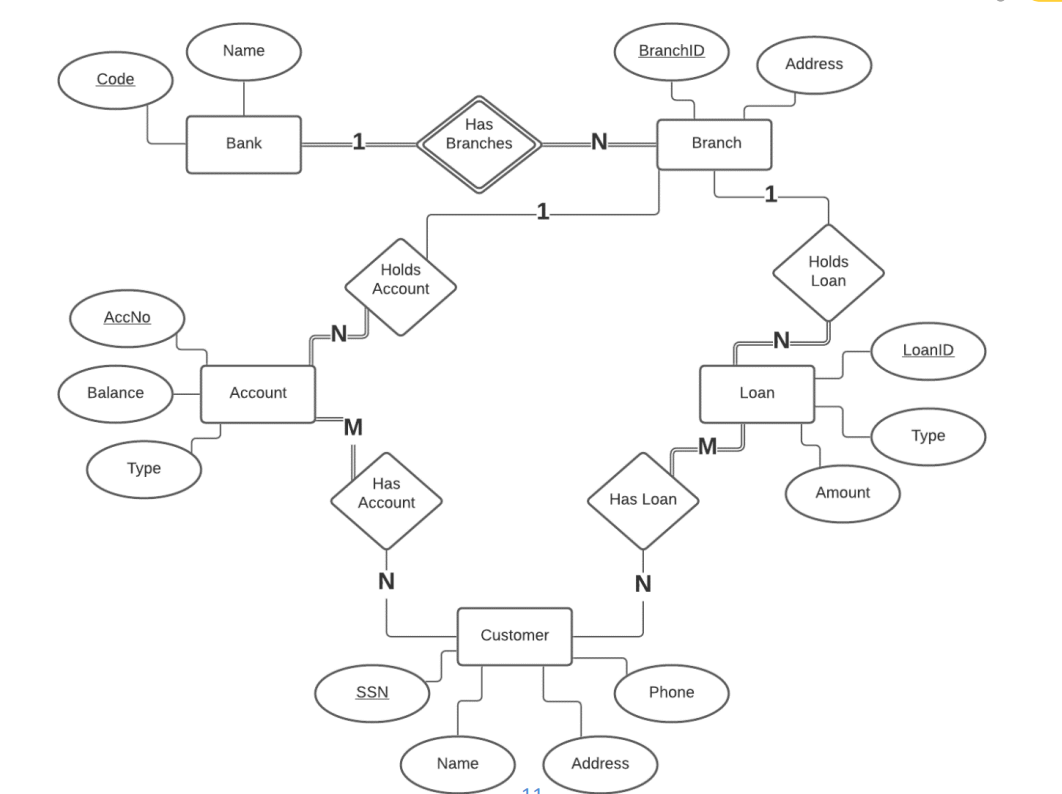 Name
BranchID
Address
Code
Has
Branches
Bank
1
N
Branch
1
1
Holds
Account
Holds
Loan
AccNo
N
N
LoanID
Balance
Account
Loan
M
Type
M
Type
Has
Account
Has Loan
Amount
N
N
Customer
SSN
Phone
Name
Address
11